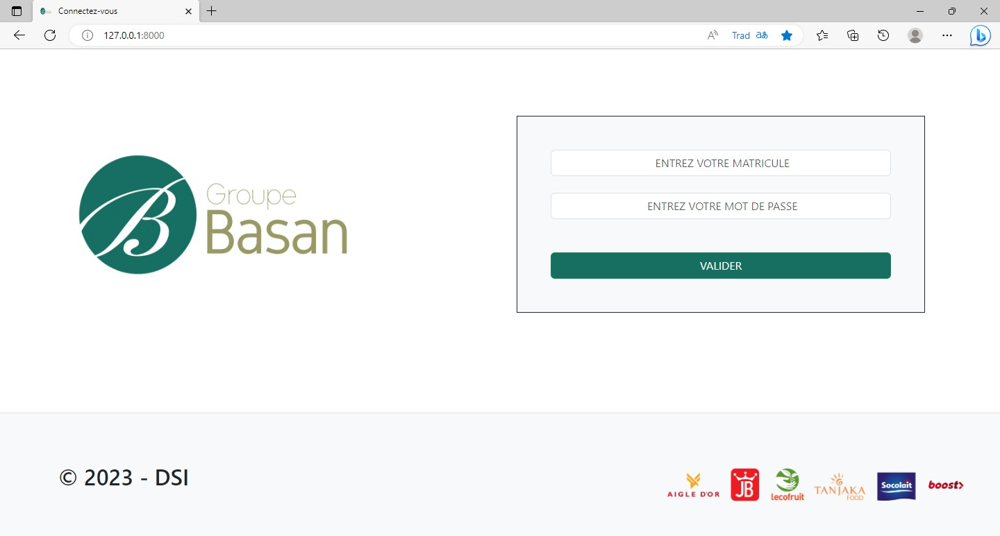 Connectez-vous
127.0.0.1:8000
Trad
Groupe
Basan
ENTREZ VOTRE MATRICULE
ENTREZ VOTRE MOT DE PASSE
VALIDER
© 2023 - DSI
AIGLE D'OR
JB
lecofruit
TANJAKA
FOOD
Socolait
boost